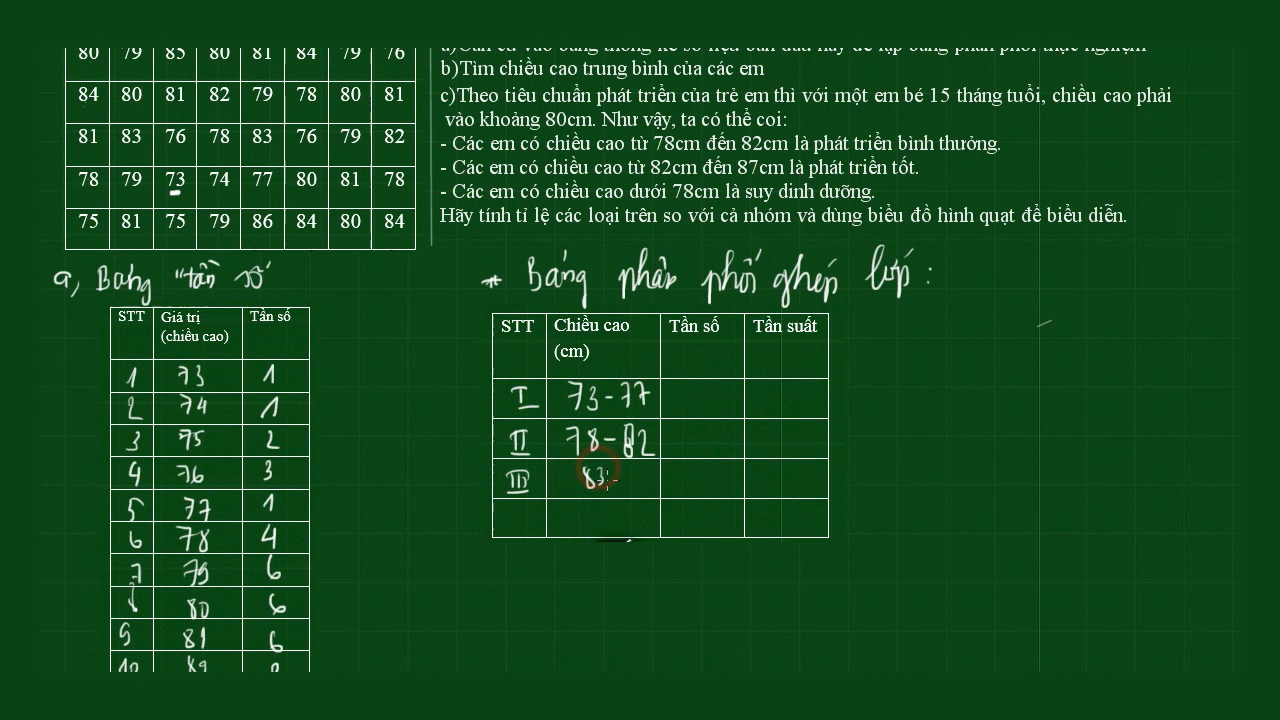 80 79 85 80 81 84 79 76
84 80 81 82 79 78 80 81
81 83 76 78 83 76 79 82
78 79 73 74 77 80 81 78
75 81 75 79 86 84 80 84
b)Tìm chiều cao trung bình của các em
c)Theo tiêu chuẩn phát triển của trẻ em thì với một em bé 15 tháng tuổi, chiều cao phải
vào khoảng 80cm. Như vậy, ta có thể coi:
- Các em có chiều cao từ 78cm đến 82cm là phát triển bình thưởng.
- Các em có chiều cao từ 82cm đến 87cm là phát triển tốt.
- Các em có chiều cao dưới 78cm là suy dinh dưỡng.
Hãy tính tỉ lệ các loại trên so với cả nhóm và dùng biểu đồ hình quạt để biểu diễn.
a, Bảng "tần số"
STT Giá trị (chiều cao) Tần số
1 73 1
2 74 1
3 75 2
4 76 3
5 77 1
6 78 4
7 79 6
80 6
9 81 6
* Bảng phân phối ghép lớp:
STT Chiều cao (cm) Tần số Tần suất
I 73-77
II 78-82
III 83-